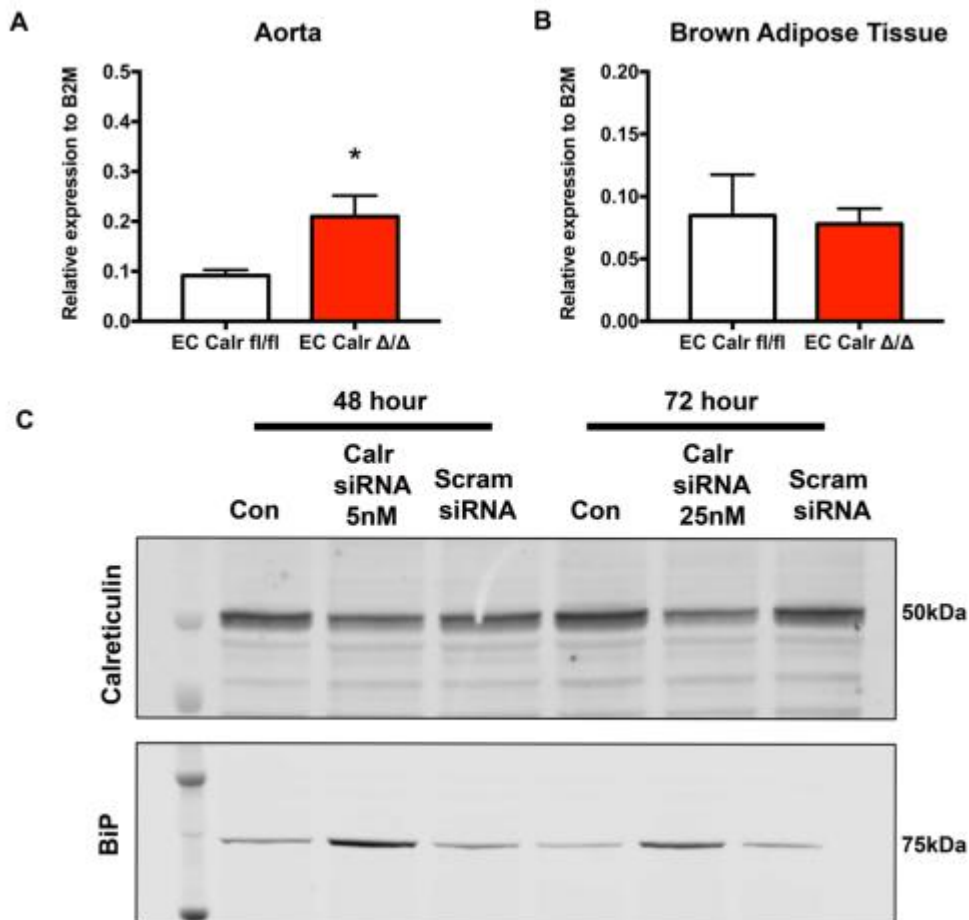 A
Aorta
Relative expression to B2M
0.5
0.4
0.3
0.2
0.1
0.0
*
EC Calr fl/fl
EC Calr Δ/Δ
B
Brown Adipose Tissue
Relative expression to B2M
0.20
0.15
0.10
0.05
0.00
EC Calr fl/fl
EC Calr Δ/Δ
C
48 hour
72 hour
Con
Calr
siRNA
5nM
Scram
siRNA
Con
Calr
siRNA
25nM
Scram
siRNA
Calreticulin
50kDa
BiP
75kDa